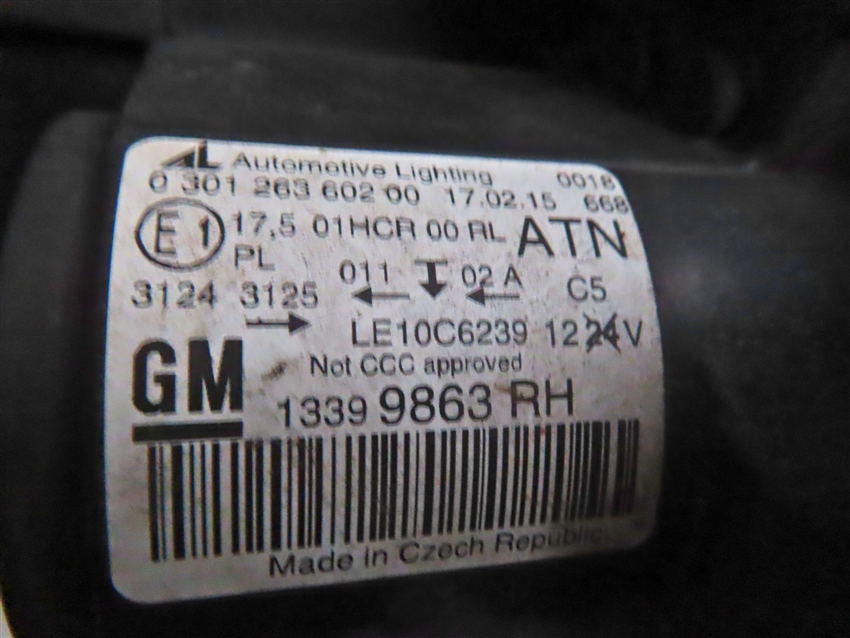 AL Automotive Lighting 0018
0 301 263 602 00 17.02.15 668
E1 17,5 01HCR 00 RL ATN
PL 011 02 A C5
3124 3125
LE10C6239 12 24 V
Not CCC approved
GM 1339 9863 RH
Made in Czech Republic